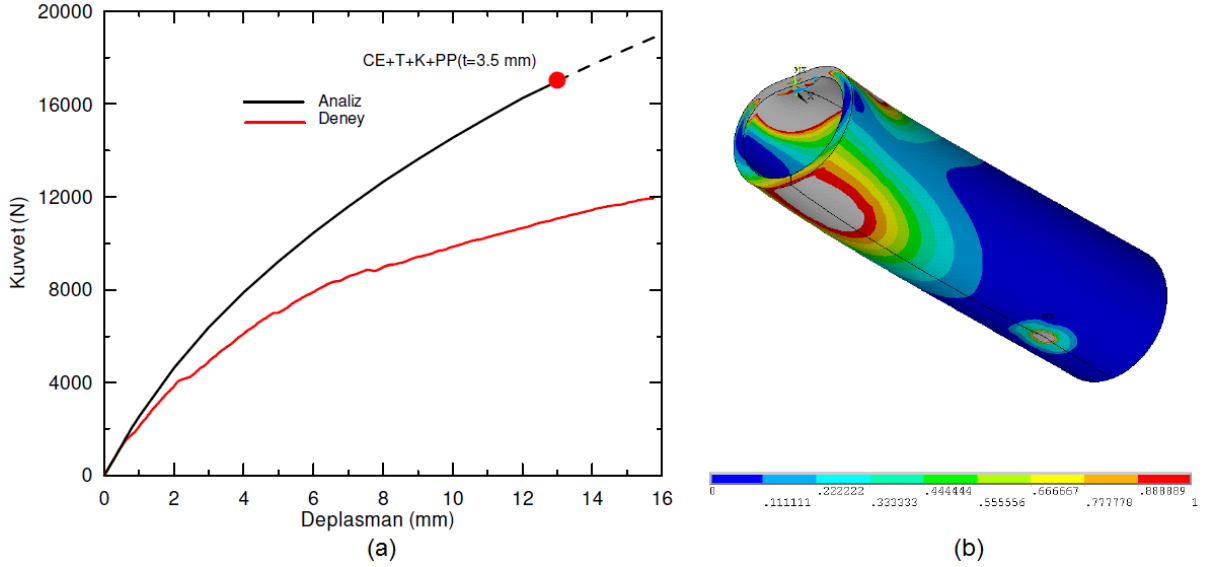 20000
16000
12000
8000
4000
0
Kuvvet (N)
CE+T+K+PP(t=3.5 mm)
Analiz
Deney
0 2 4 6 8 10 12 14 16
Deplasman (mm)
(a)
0 .222222 .444444 .666667 .888889
.111111 .333333 .555556 .777778 1
(b)